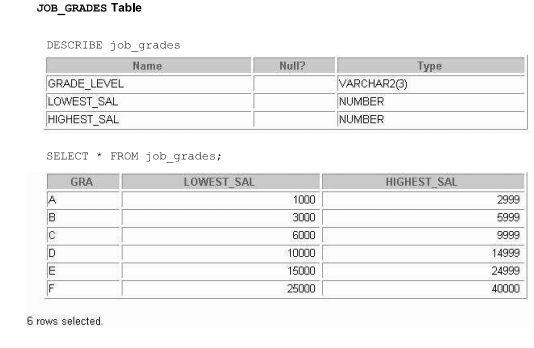 JOB_GRADES Table
DESCRIBE job_grades
Name Null? Type
GRADE_LEVEL VARCHAR2(3)
LOWEST_SAL NUMBER
HIGHEST_SAL NUMBER
SELECT * FROM job_grades;
GRA LOWEST_SAL HIGHEST_SAL
A 1000 2999
B 3000 5999
C 6000 9999
D 10000 14999
E 15000 24999
F 25000 40000
6 rows selected.